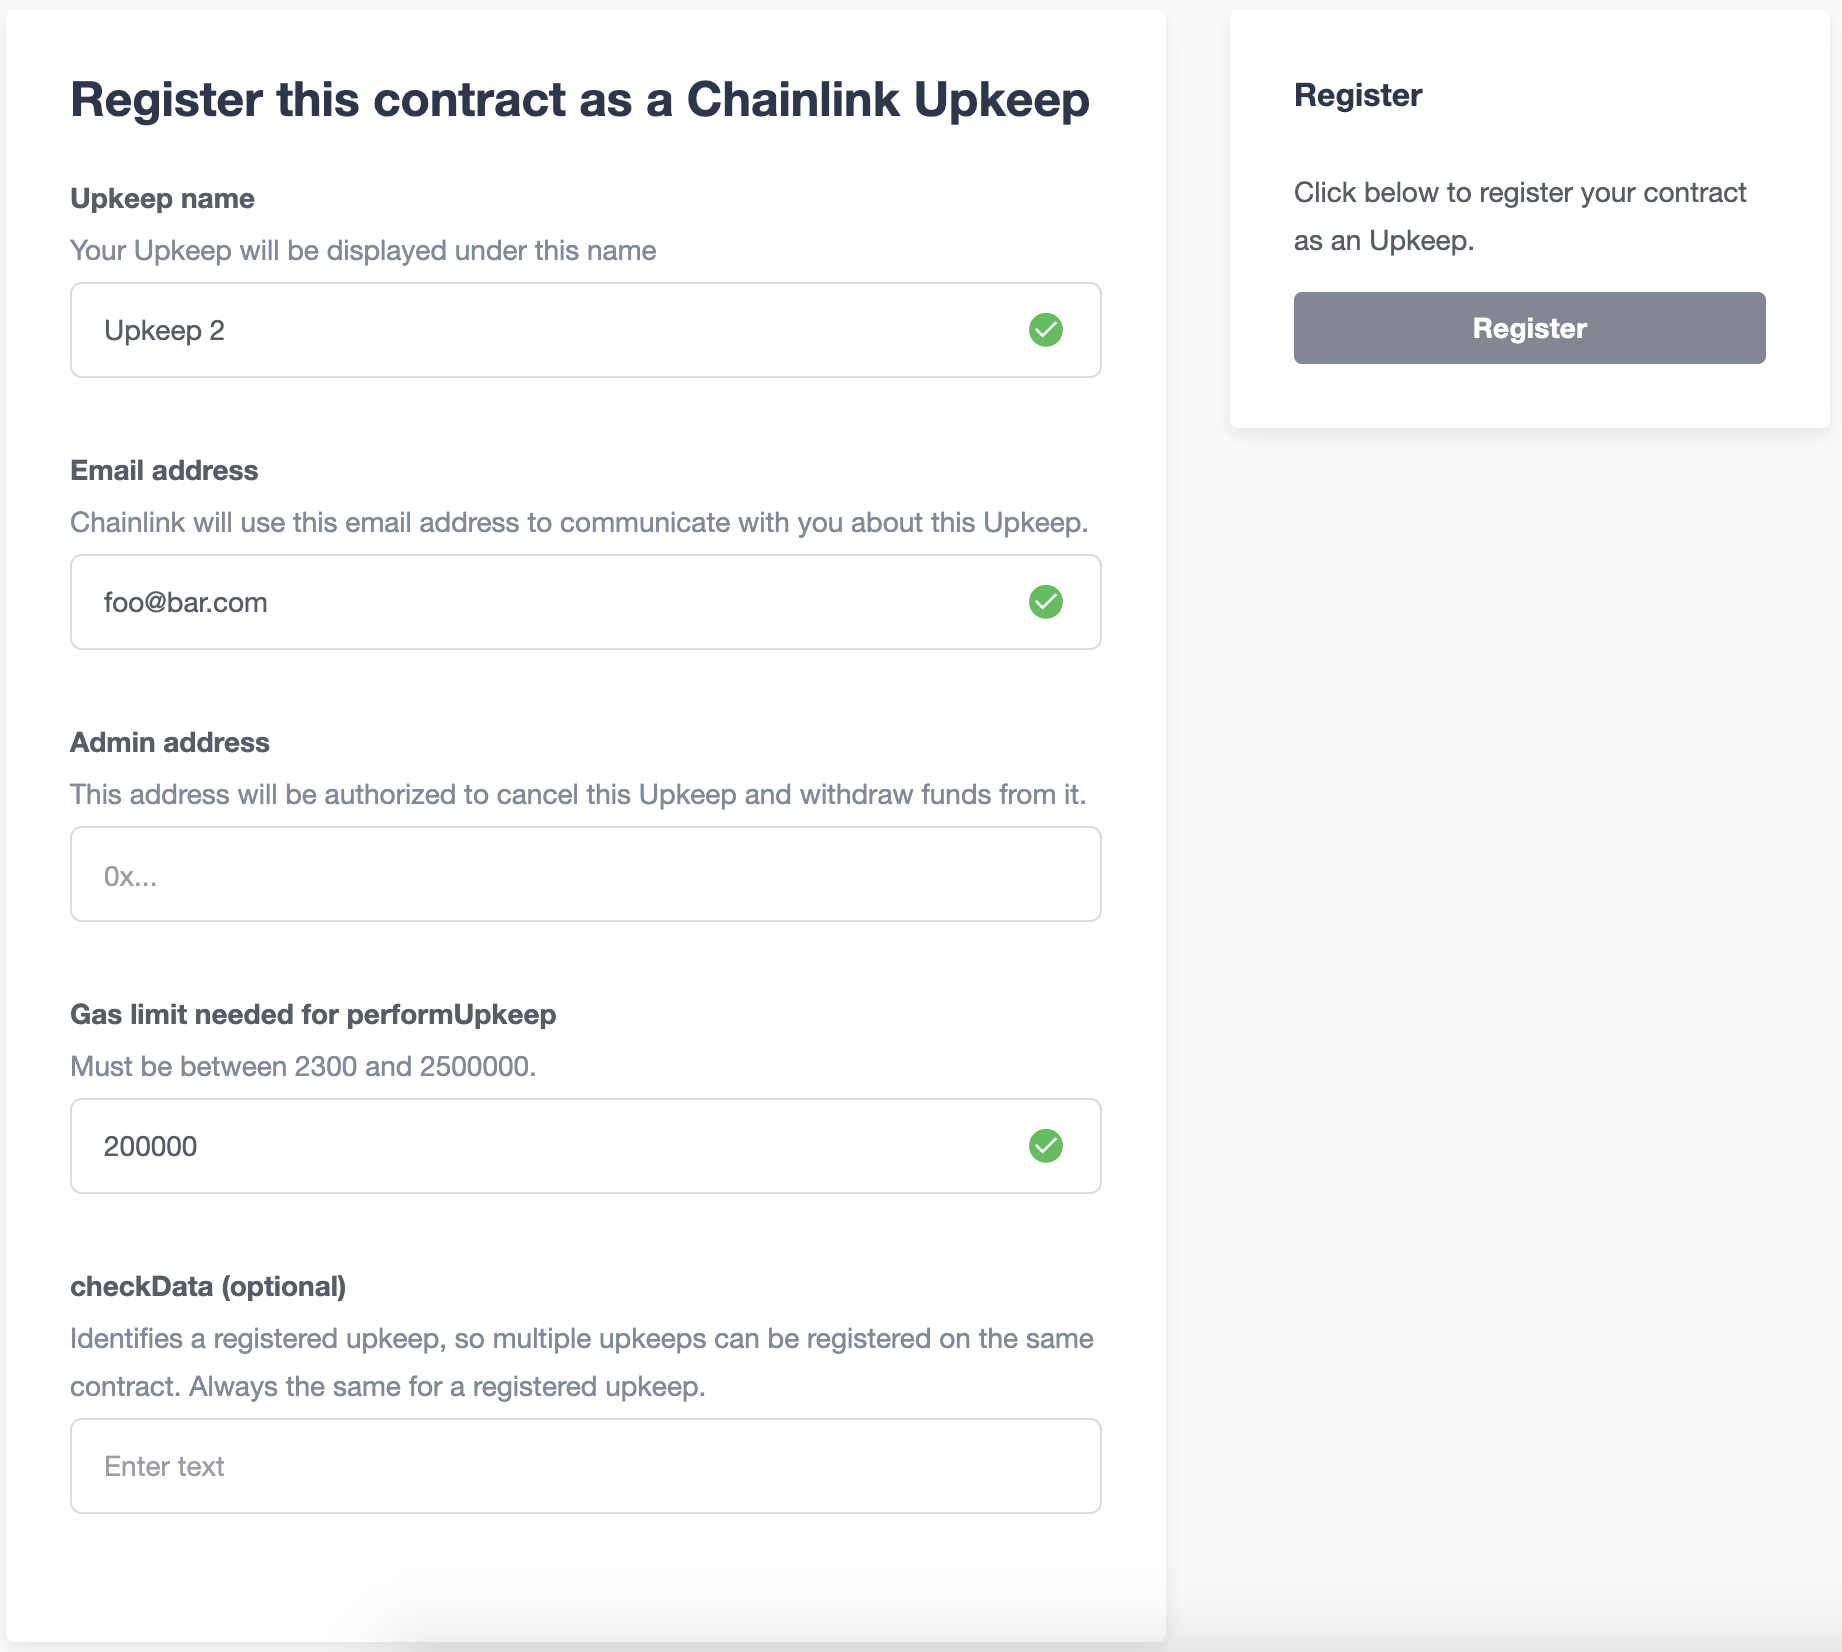 Register this contract as a Chainlink Upkeep
Upkeep name
Your Upkeep will be displayed under this name
Upkeep 2
Email address
Chainlink will use this email address to communicate with you about this Upkeep.
foo@bar.com
Admin address
This address will be authorized to cancel this Upkeep and withdraw funds from it.
0x...
Gas limit needed for performUpkeep
Must be between 2300 and 2500000.
200000
checkData (optional)
Identifies a registered upkeep, so multiple upkeeps can be registered on the same
contract. Always the same for a registered upkeep.
Enter text
Register
Click below to register your contract
as an Upkeep.
Register